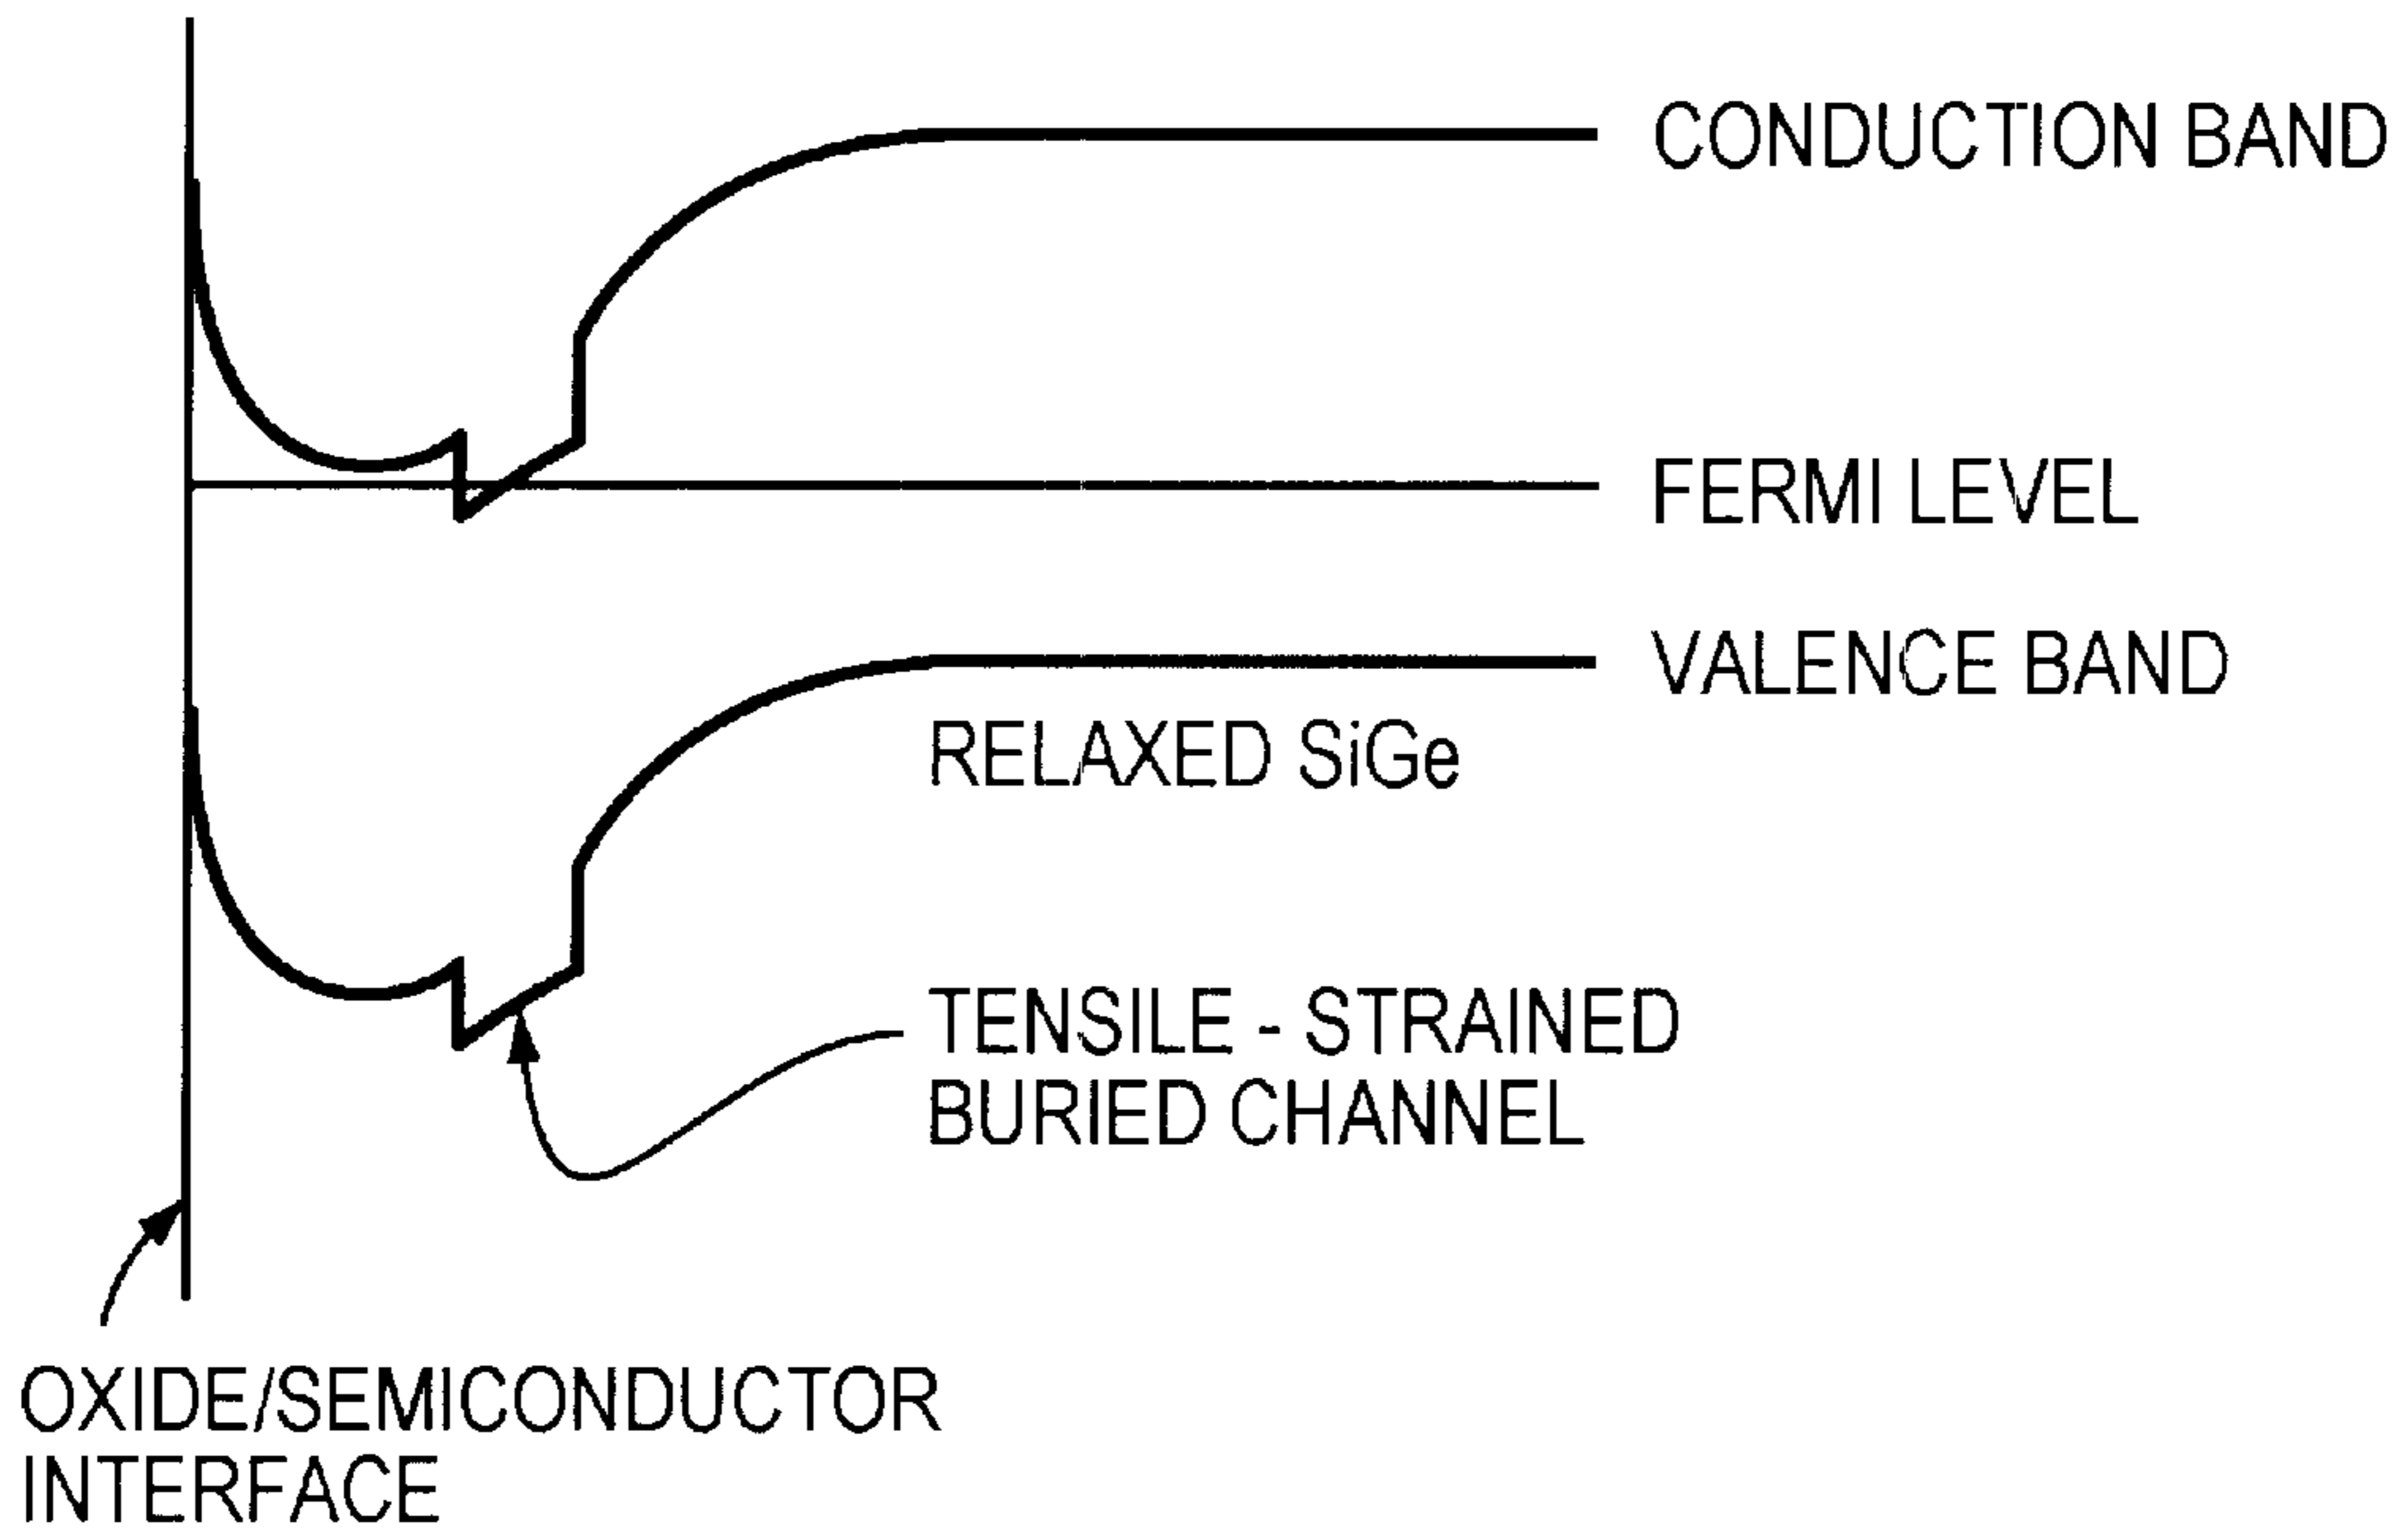 CONDUCTION BAND
FERMI LEVEL
VALENCE BAND
RELAXED SiGe
TENSILE - STRAINED
BURIED CHANNEL
OXIDE/SEMICONDUCTOR
INTERFACE